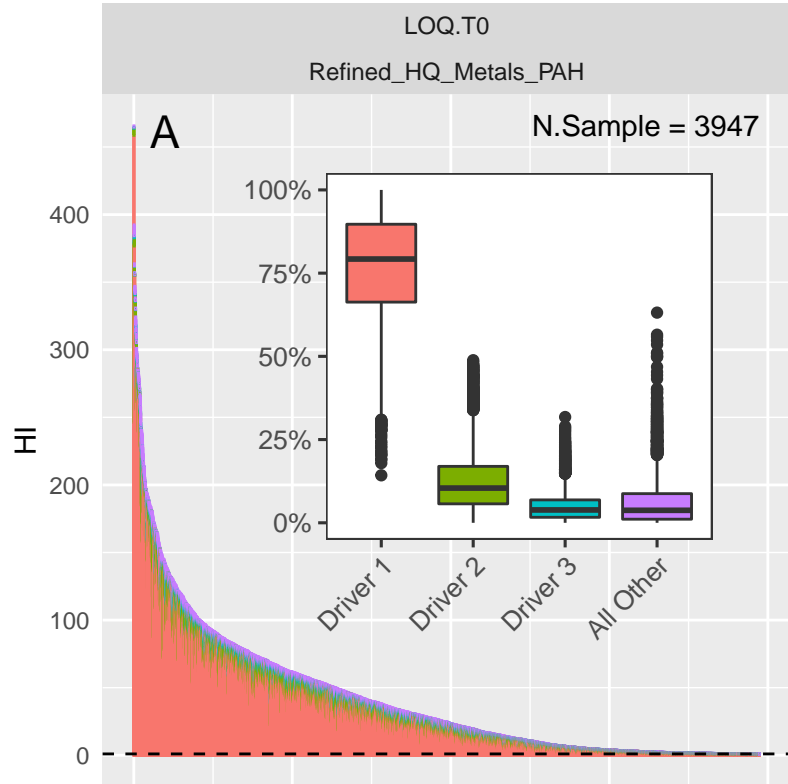 LOQ.T0
Refined_HQ_Metals_PAH
A
N.Sample = 3947
HI
400
300
200
100
0
100%
75%
50%
25%
0%
Driver 1
Driver 2
Driver 3
All Other